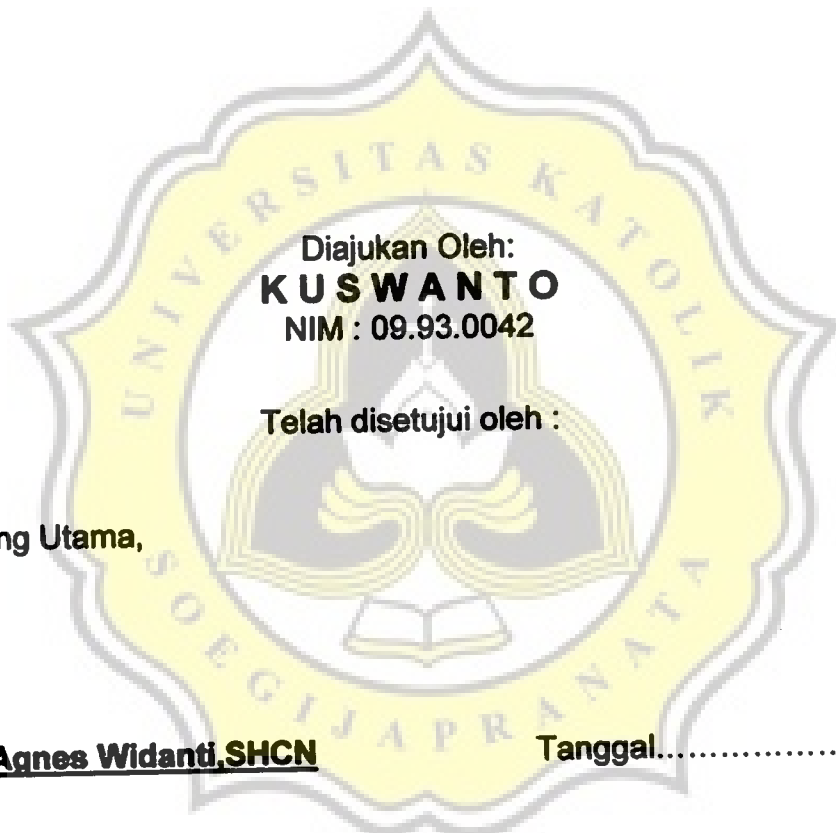 UNIVERSITAS KATOLIK
Diajukan Oleh:
KUSWANTO
NIM : 09.93.0042
Telah disetujui oleh :
ng Utama,
SOEGIJAPRANATA
Agnes Widanti,SHCN Tanggal..................